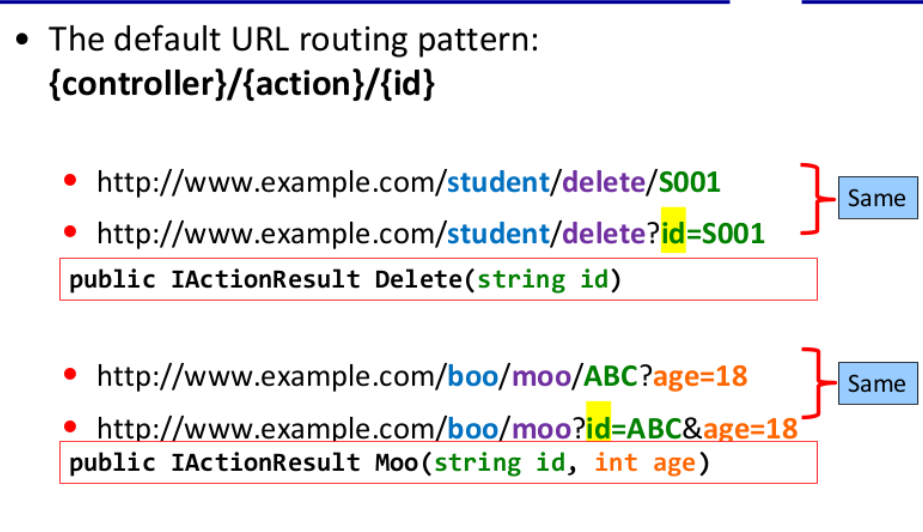 • The default URL routing pattern:
{controller}/{action}/{id}
• http://www.example.com/student/delete/S001
• http://www.example.com/student/delete?id=S001
Same
public IActionResult Delete(string id)
• http://www.example.com/boo/moo/ABC?age=18
• http://www.example.com/boo/moo?id=ABC&age=18
Same
public IActionResult Moo(string id, int age)